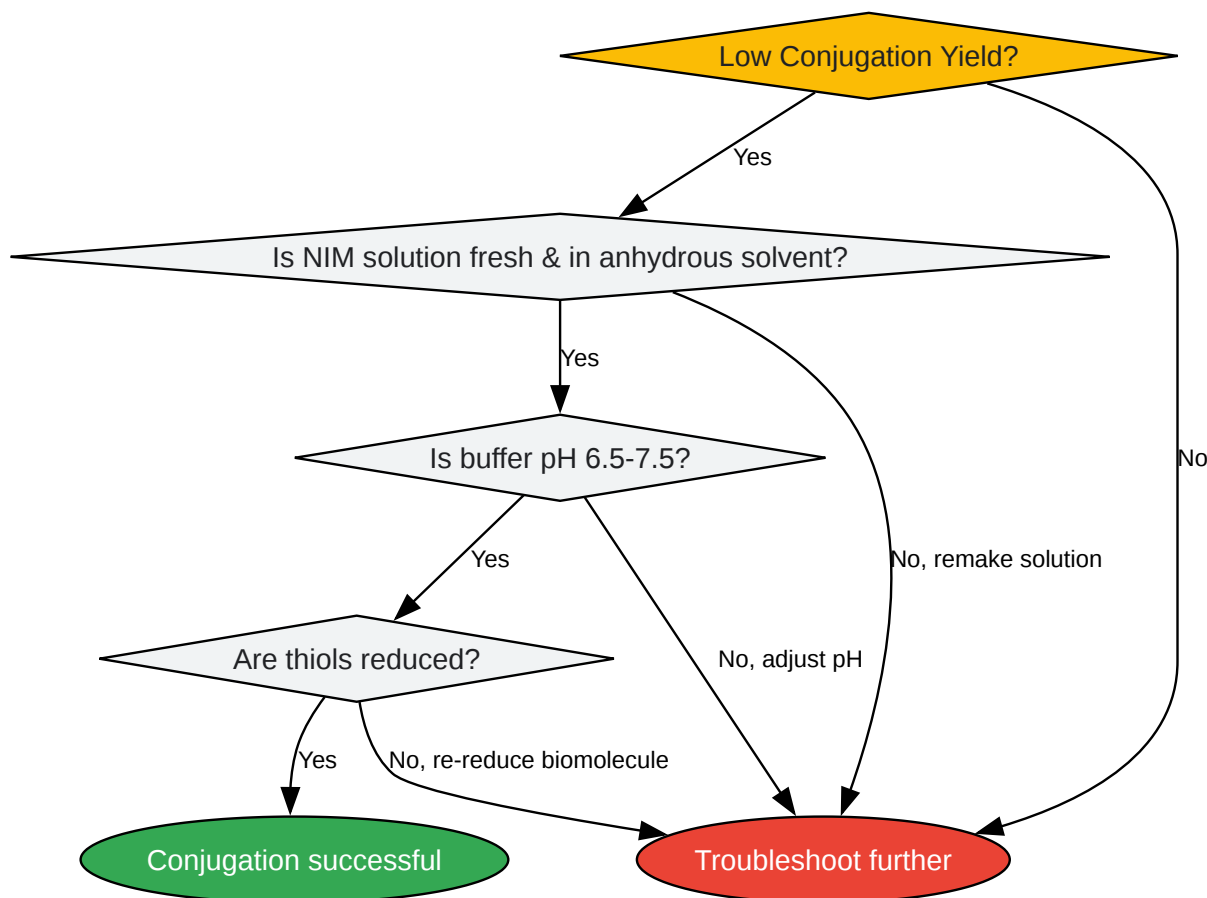 Low Conjugation Yield?
Yes
Is NIM solution fresh & in anhydrous solvent?
Yes
Is buffer pH 6.5-7.5?
No
Yes
No, remake solution
Are thiols reduced?
No, adjust pH
Yes
No, re-reduce biomolecule
Conjugation successful
Troubleshoot further